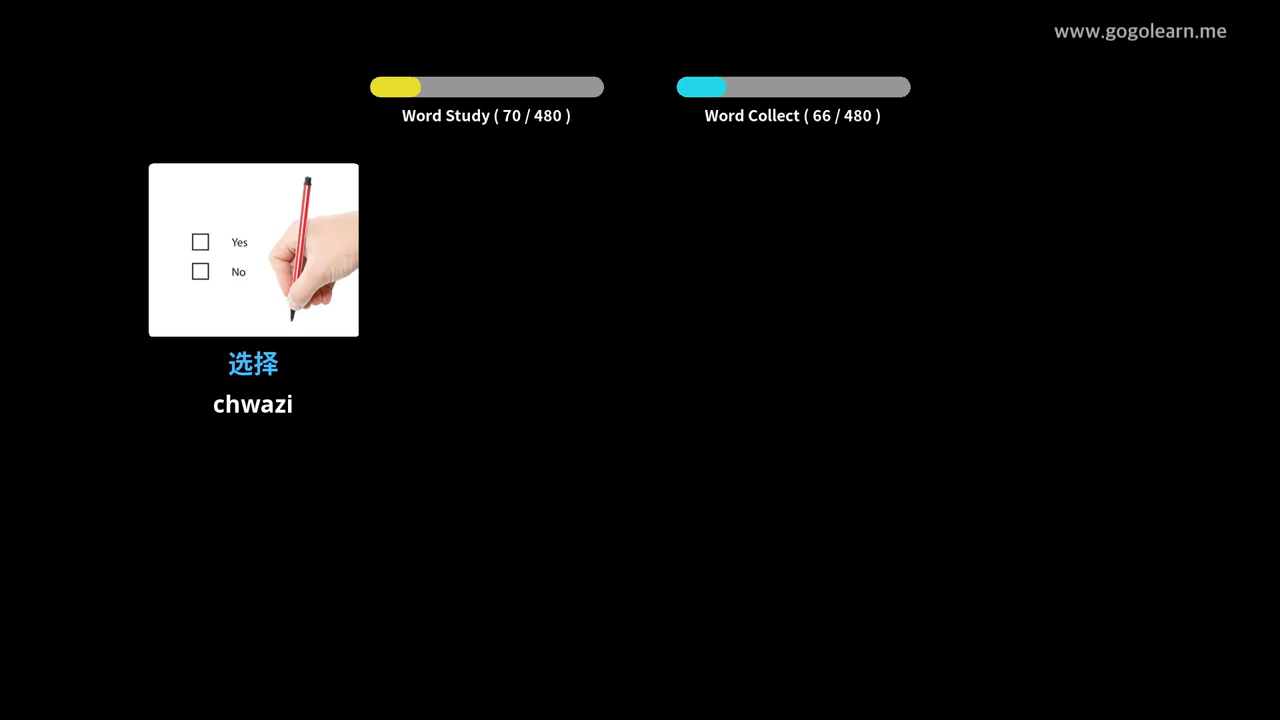 www.gogolearn.me
Word Study ( 70 / 480 )
Word Collect ( 66 / 480 )
Yes
No
选择
chwazi